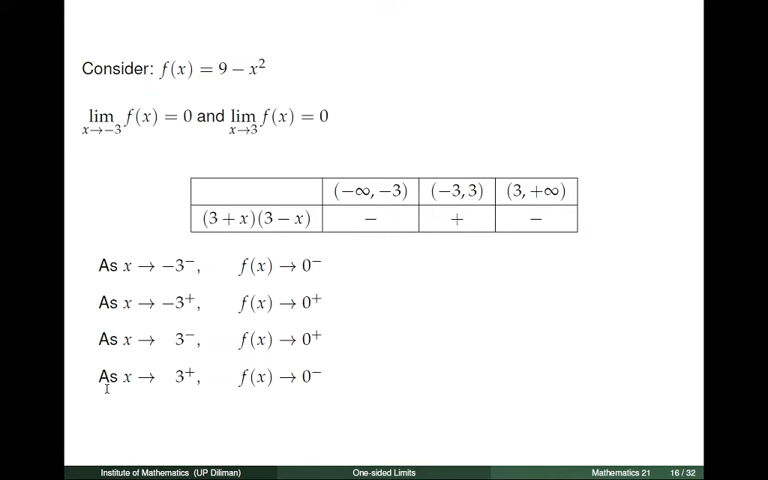 Consider: f(x) = 9 − x²
lim x→−3 f(x) = 0 and lim x→3 f(x) = 0
(−∞, −3) (−3, 3) (3, +∞)
(3 + x)(3 − x) − + −
As x → −3⁻, f(x) → 0⁻
As x → −3⁺, f(x) → 0⁺
As x → 3⁻, f(x) → 0⁺
As x → 3⁺, f(x) → 0⁻
Institute of Mathematics (UP Diliman) One-sided Limits Mathematics 21 16 / 32